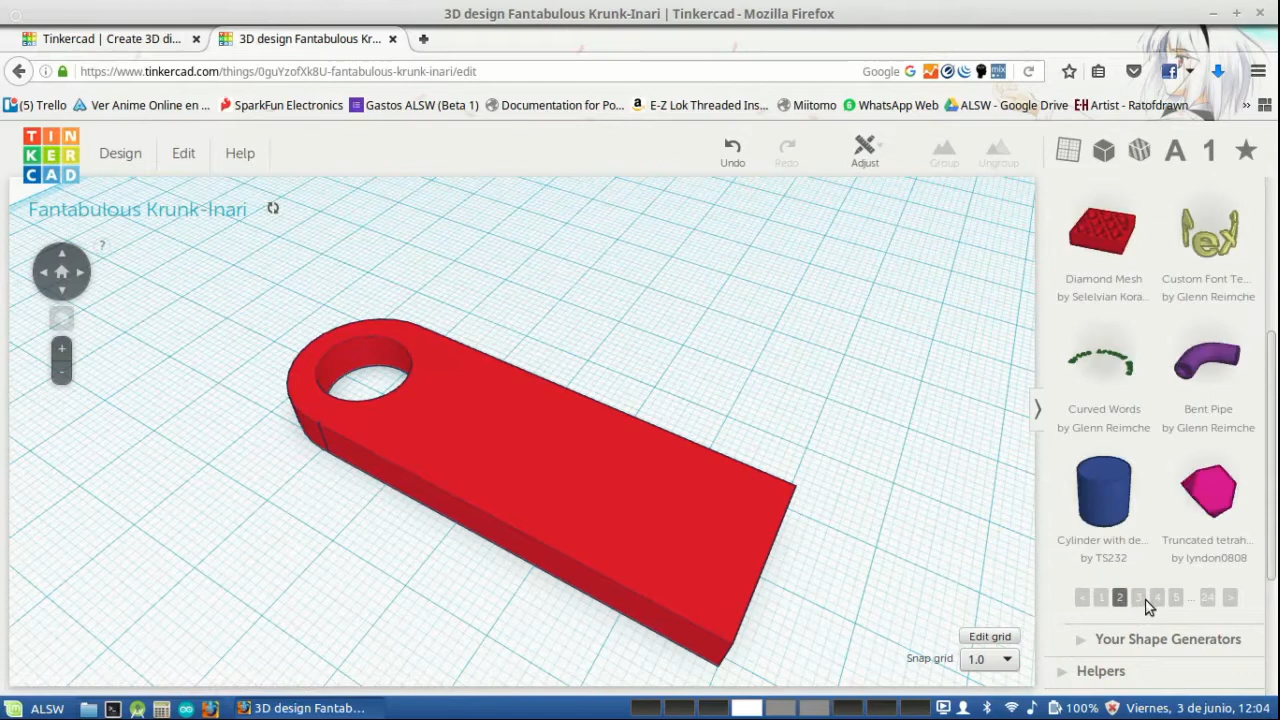 3D design Fantabulous Krunk-Inari | Tinkercad - Mozilla Firefox
Tinkercad | Create 3D di...
3D design Fantabulous Kr...
https://www.tinkercad.com/things/0guYzofXk8U-fantabulous-krunk-inari/edit
Google
(5) Trello
Ver Anime Online en ...
SparkFun Electronics
Gastos ALSW (Beta 1)
Documentation for Po...
E-Z Lok Threaded Ins...
Miitomo
WhatsApp Web
ALSW - Google Drive
Artist - Ratofdrawn
TIN
KER
CAD
Design
Edit
Help
Undo
Redo
Adjust
Group
Ungroup
Fantabulous Krunk-Inari
?
Diamond Mesh
by Selelvian Kora...
Custom Font Te...
by Glenn Reimche
Curved Words
by Glenn Reimche
Bent Pipe
by Glenn Reimche
Cylinder with de...
by TS232
Truncated tetrah...
by lyndon0808
< 1 2 3 4 5 ... 24 >
Edit grid
Snap grid 1.0
Your Shape Generators
Helpers
ALSW
3D design Fantab...
100%
Viernes, 3 de junio, 12:04